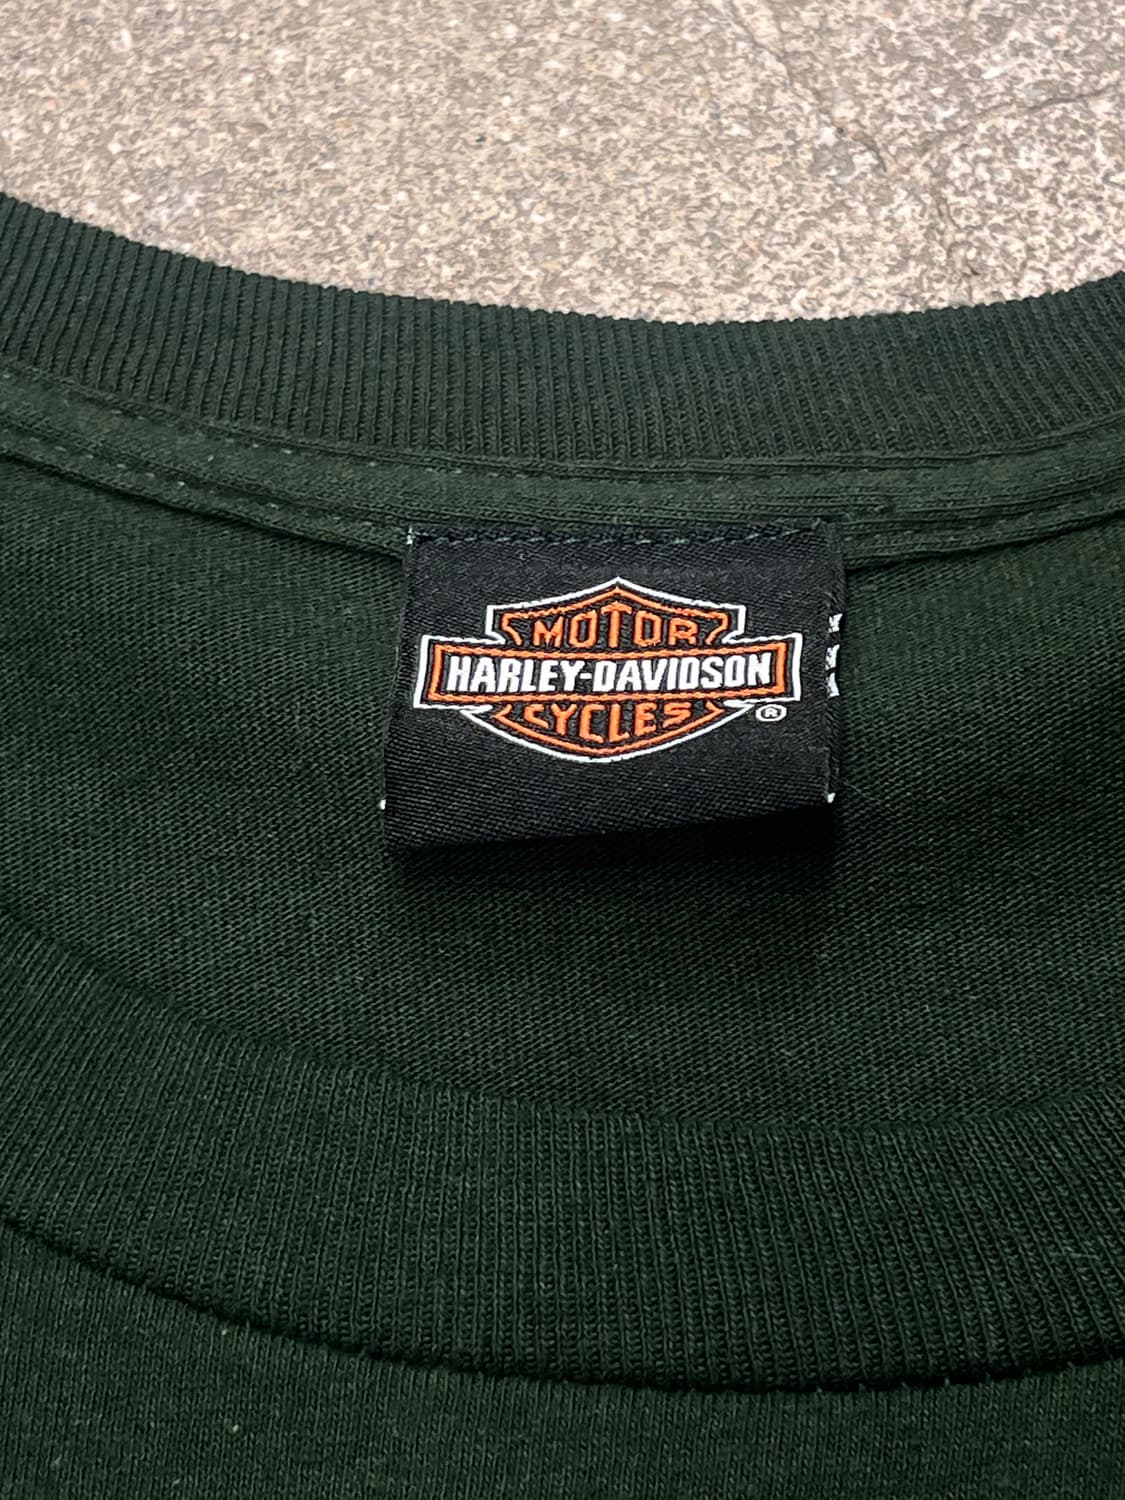 MOTOR
HARLEY-DAVIDSON
CYCLES
®